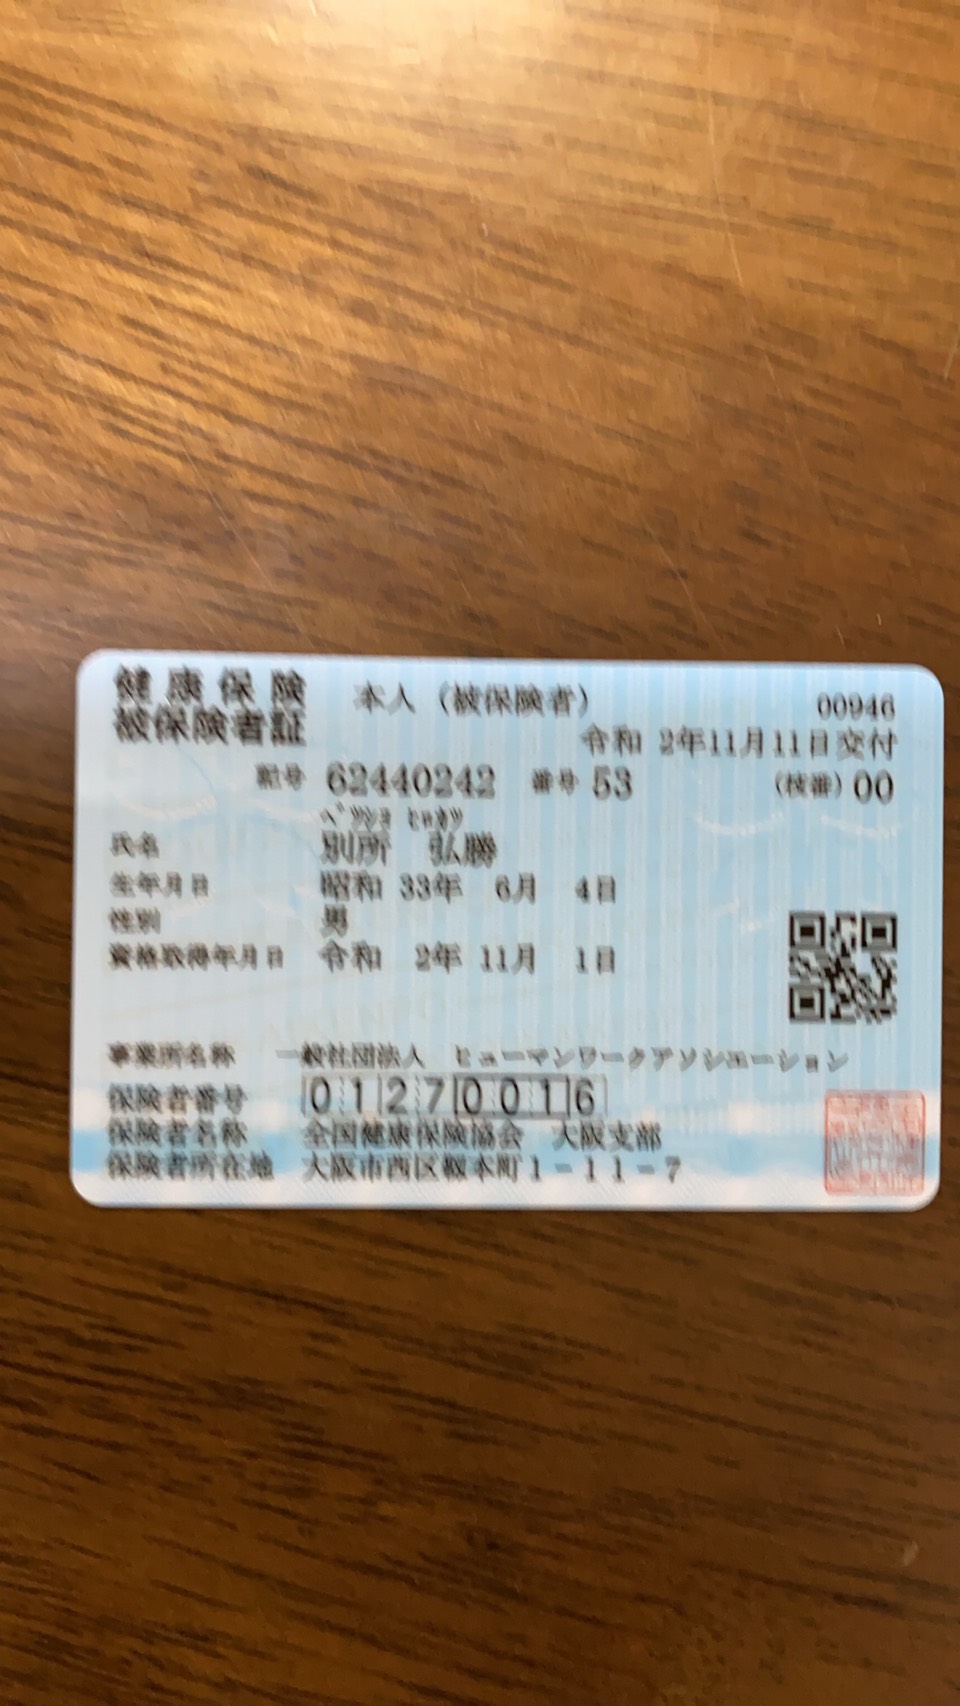 健康保険
被保険者証
本人（被保険者）
00946
令和 2年11月11日交付
記号 62440242 番号 53 （枝番）00
ﾍﾞﾂｼﾖ ﾋﾛｶﾂ
氏名 別所 弘勝
生年月日 昭和 33年 6月 4日
性別 男
資格取得年月日 令和 2年 11月 1日
事業所名称 一般社団法人 ヒューマンワークアソシエーション
保険者番号 01270016
保険者名称 全国健康保険協会 大阪支部
保険者所在地 大阪市西区靱本町1-11-7